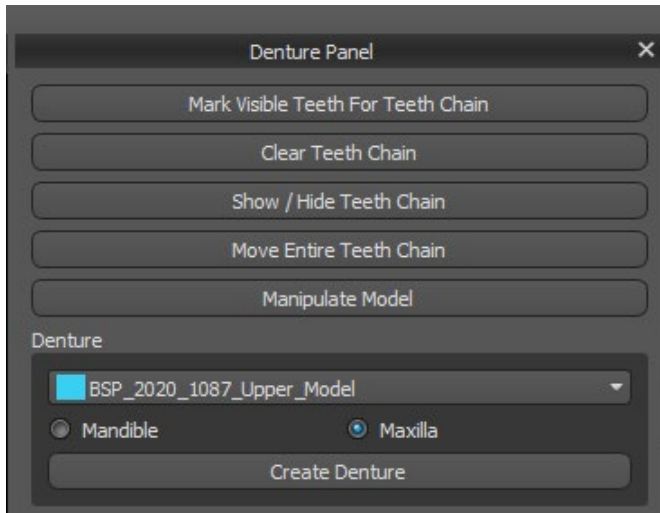 Denture Panel
Mark Visible Teeth For Teeth Chain
Clear Teeth Chain
Show / Hide Teeth Chain
Move Entire Teeth Chain
Manipulate Model
Denture
BSP_2020_1087_Upper_Model
Mandible Maxilla
Create Denture